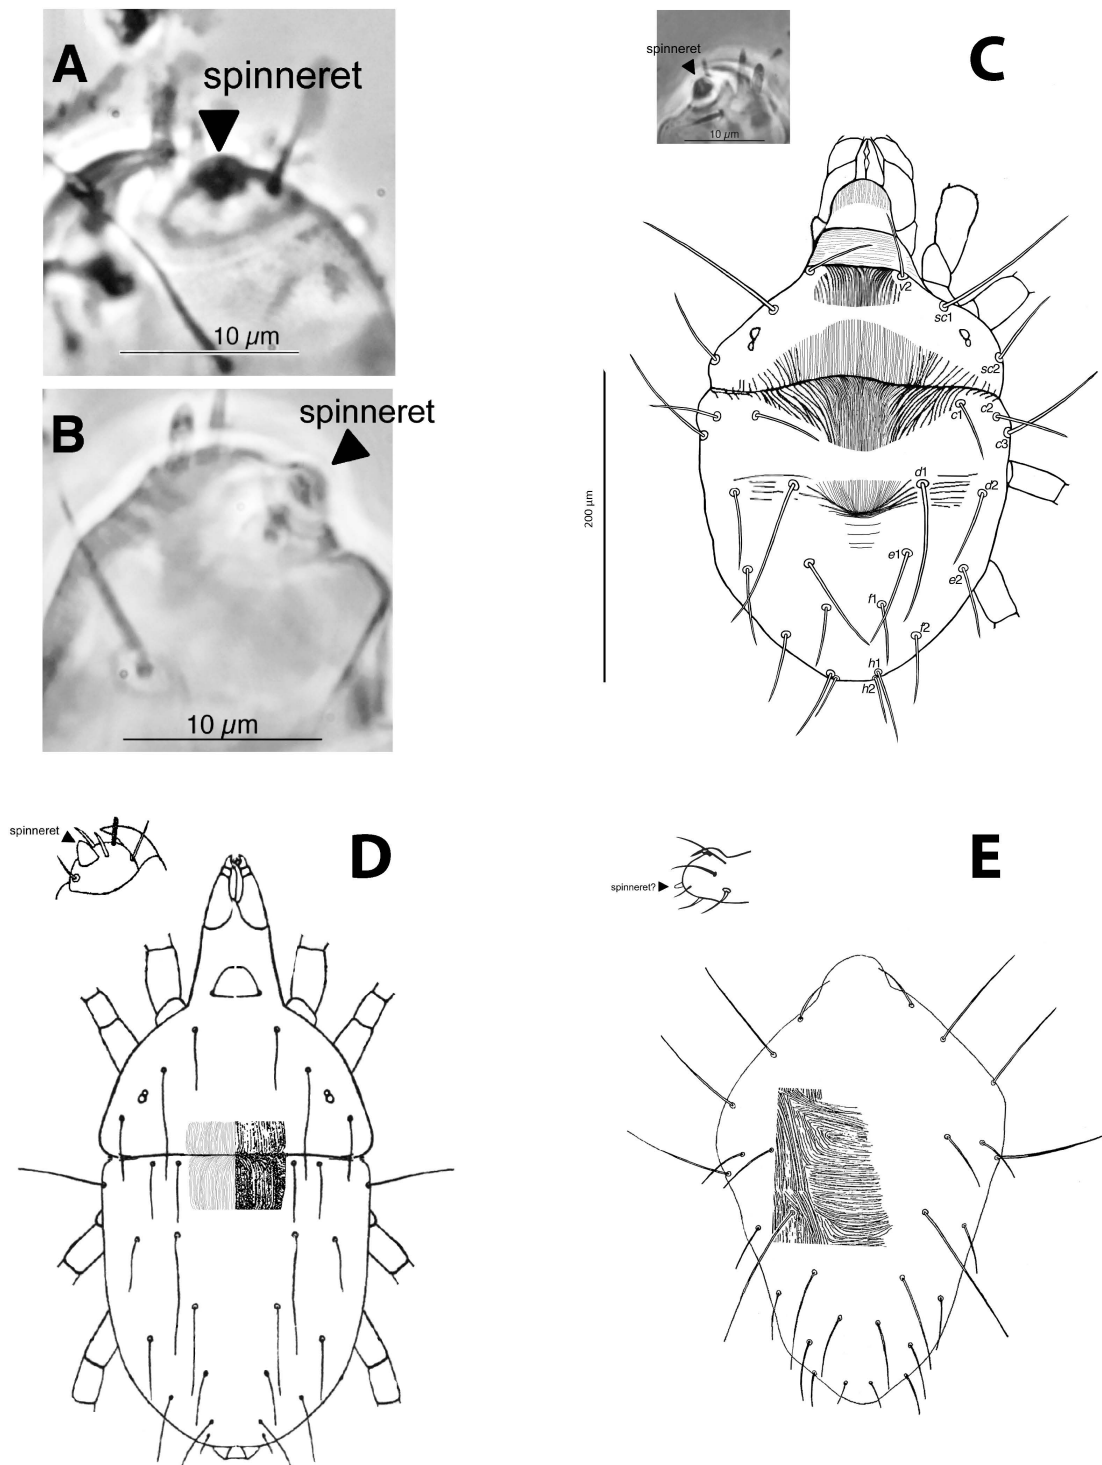 A
spinneret
10 µm
B
spinneret
10 µm
C
spinneret
10 µm
v2
sc1
sc2
c1
c2
c3
d1
d2
e1
e2
f1
f2
h1
h2
200 µm
D
spinneret
E
spinneret?